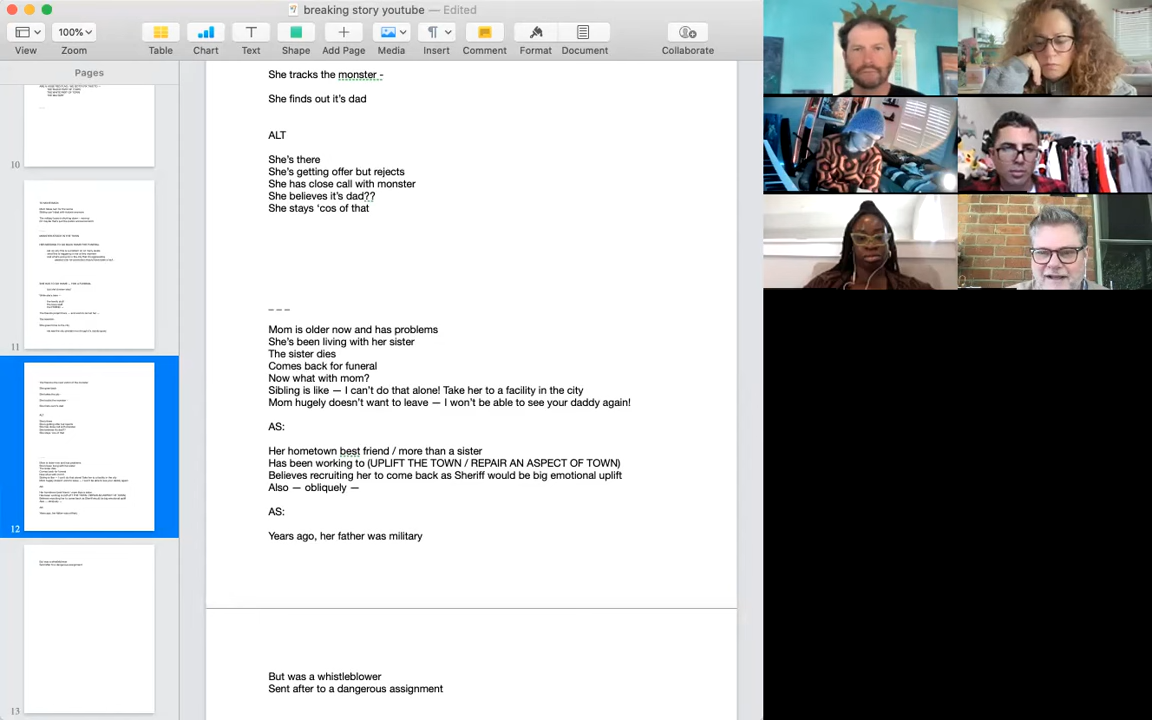 breaking story youtube — Edited
100%
View
Zoom
Table
Chart
Text
Shape
Add Page
Media
Insert
Comment
Format
Document
Collaborate
Pages
10
11
12
13
She tracks the monster -
She finds out it's dad
ALT
She's there
She's getting offer but rejects
She has close call with monster
She believes it's dad??
She stays 'cos of that
– – –
Mom is older now and has problems
She's been living with her sister
The sister dies
Comes back for funeral
Now what with mom?
Sibling is like — I can't do that alone! Take her to a facility in the city
Mom hugely doesn't want to leave — I won't be able to see your daddy again!
AS:
Her hometown best friend / more than a sister
Has been working to (UPLIFT THE TOWN / REPAIR AN ASPECT OF TOWN)
Believes recruiting her to come back as Sheriff would be big emotional uplift
Also — obliquely —
AS:
Years ago, her father was military
But was a whistleblower
Sent after to a dangerous assignment